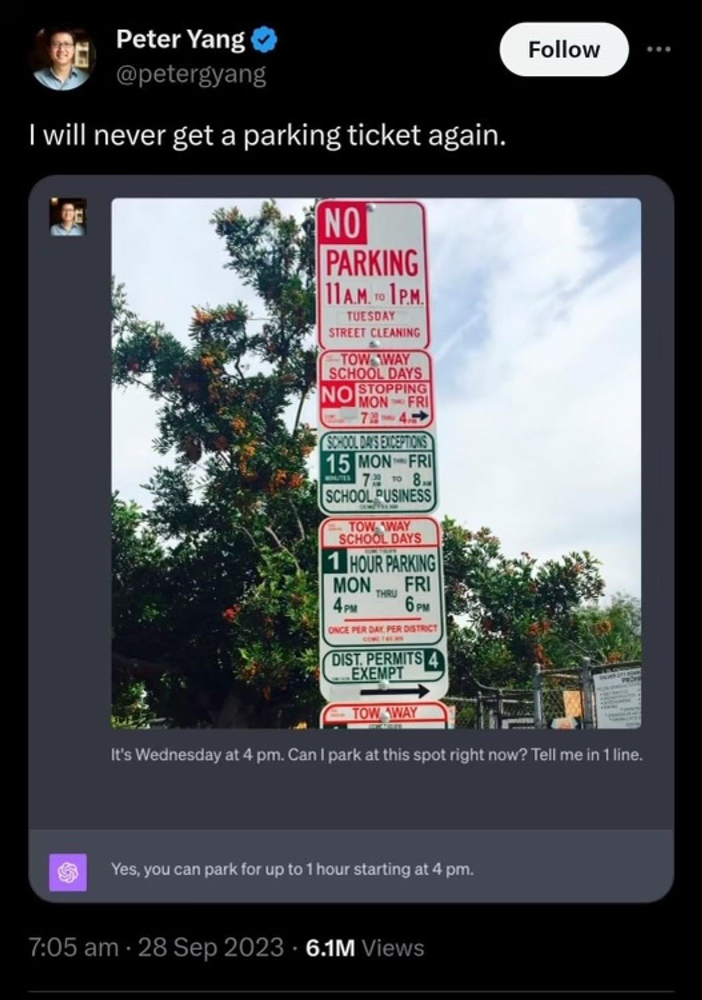 Peter Yang
@petergyang
Follow
I will never get a parking ticket again.
NO
PARKING
11 A.M. TO 1 P.M.
TUESDAY
STREET CLEANING
TOW AWAY
SCHOOL DAYS
NO STOPPING
MON THRU FRI
7:30 AM THRU 4 PM
SCHOOL DAYS EXCEPTIONS
15 MINUTES
MON THRU FRI
7:30 AM TO 8 AM
SCHOOL BUSINESS
TOW AWAY
SCHOOL DAYS
1 HOUR PARKING
MON THRU FRI
4 PM 6 PM
ONCE PER DAY, PER DISTRICT
DIST. PERMITS 4
EXEMPT
TOW AWAY
It's Wednesday at 4 pm. Can I park at this spot right now? Tell me in 1 line.
Yes, you can park for up to 1 hour starting at 4 pm.
7:05 am · 28 Sep 2023 · 6.1M Views